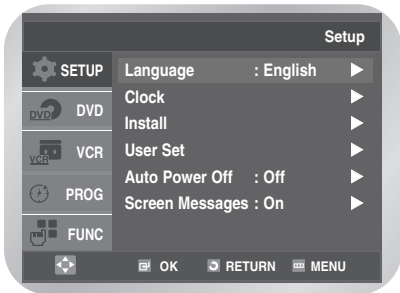 Setup
SETUP
Language : English
Clock
DVD DVD
Install
VCR VCR
User Set
Auto Power Off : Off
PROG
Screen Messages : On
FUNC
OK RETURN MENU